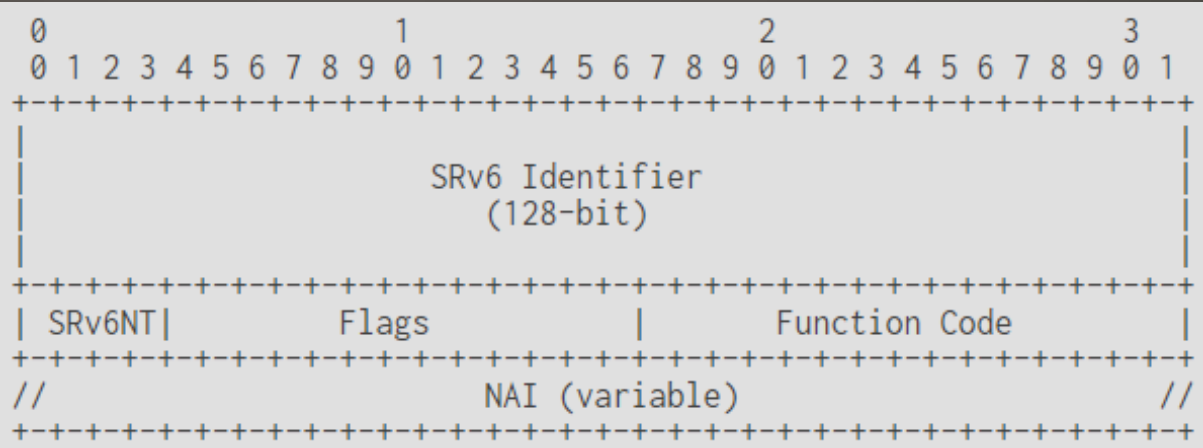 0                   1                   2                   3
0 1 2 3 4 5 6 7 8 9 0 1 2 3 4 5 6 7 8 9 0 1 2 3 4 5 6 7 8 9 0 1
+-+-+-+-+-+-+-+-+-+-+-+-+-+-+-+-+-+-+-+-+-+-+-+-+-+-+-+-+-+-+-+-+
|                                                               |
|                      SRv6 Identifier                          |
|                         (128-bit)                             |
|                                                               |
+-+-+-+-+-+-+-+-+-+-+-+-+-+-+-+-+-+-+-+-+-+-+-+-+-+-+-+-+-+-+-+-+
| SRv6NT|         Flags           |       Function Code         |
+-+-+-+-+-+-+-+-+-+-+-+-+-+-+-+-+-+-+-+-+-+-+-+-+-+-+-+-+-+-+-+-+
//                        NAI (variable)                       //
+-+-+-+-+-+-+-+-+-+-+-+-+-+-+-+-+-+-+-+-+-+-+-+-+-+-+-+-+-+-+-+-+